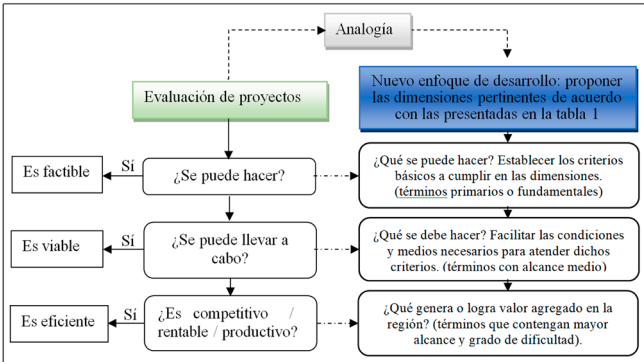 Analogía
Evaluación de proyectos
Nuevo enfoque de desarrollo: proponer
las dimensiones pertinentes de acuerdo
con las presentadas en la tabla 1
Es factible
Sí
¿Se puede hacer?
¿Qué se puede hacer? Establecer los criterios
básicos a cumplir en las dimensiones.
(términos primarios o fundamentales)
Es viable
Sí
¿Se puede llevar a
cabo?
¿Qué se debe hacer? Facilitar las condiciones
y medios necesarios para atender dichos
criterios. (términos con alcance medio)
Es eficiente
Sí
¿Es competitivo /
rentable / productivo?
¿Qué genera o logra valor agregado en la
región? (términos que contengan mayor
alcance y grado de dificultad).